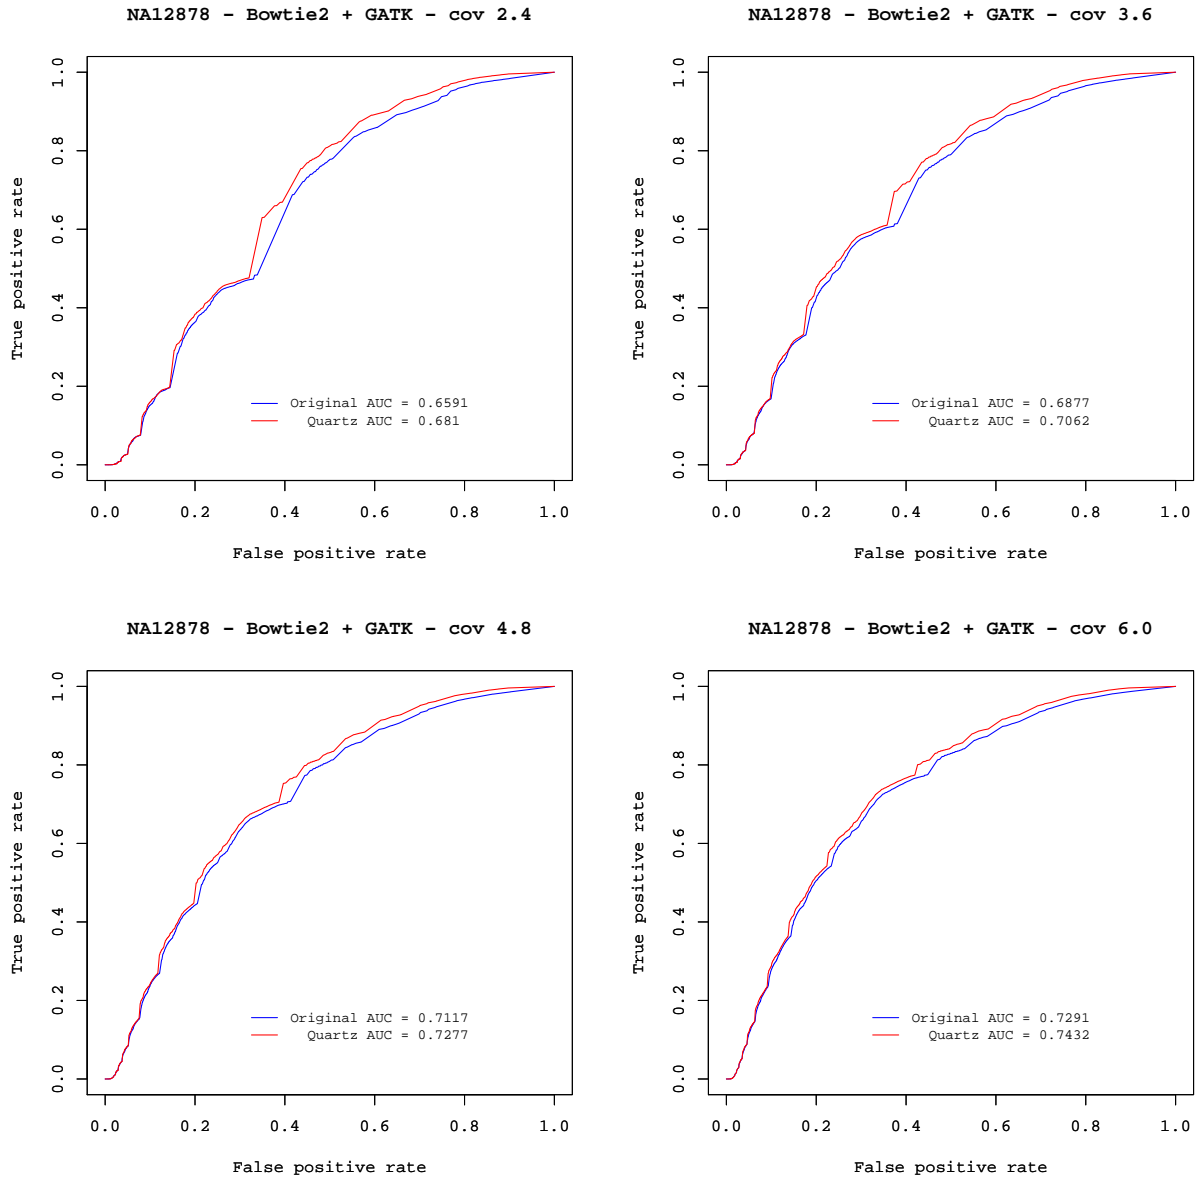 NA12878 − Bowtie2 + GATK − cov 2.4
True positive rate
1.0
0.8
0.6
0.4
0.2
0.0
Original AUC = 0.6591
Quartz AUC = 0.681
0.0 0.2 0.4 0.6 0.8 1.0
False positive rate
NA12878 − Bowtie2 + GATK − cov 3.6
True positive rate
1.0
0.8
0.6
0.4
0.2
0.0
Original AUC = 0.6877
Quartz AUC = 0.7062
0.0 0.2 0.4 0.6 0.8 1.0
False positive rate
NA12878 − Bowtie2 + GATK − cov 4.8
True positive rate
1.0
0.8
0.6
0.4
0.2
0.0
Original AUC = 0.7117
Quartz AUC = 0.7277
0.0 0.2 0.4 0.6 0.8 1.0
False positive rate
NA12878 − Bowtie2 + GATK − cov 6.0
True positive rate
1.0
0.8
0.6
0.4
0.2
0.0
Original AUC = 0.7291
Quartz AUC = 0.7432
0.0 0.2 0.4 0.6 0.8 1.0
False positive rate